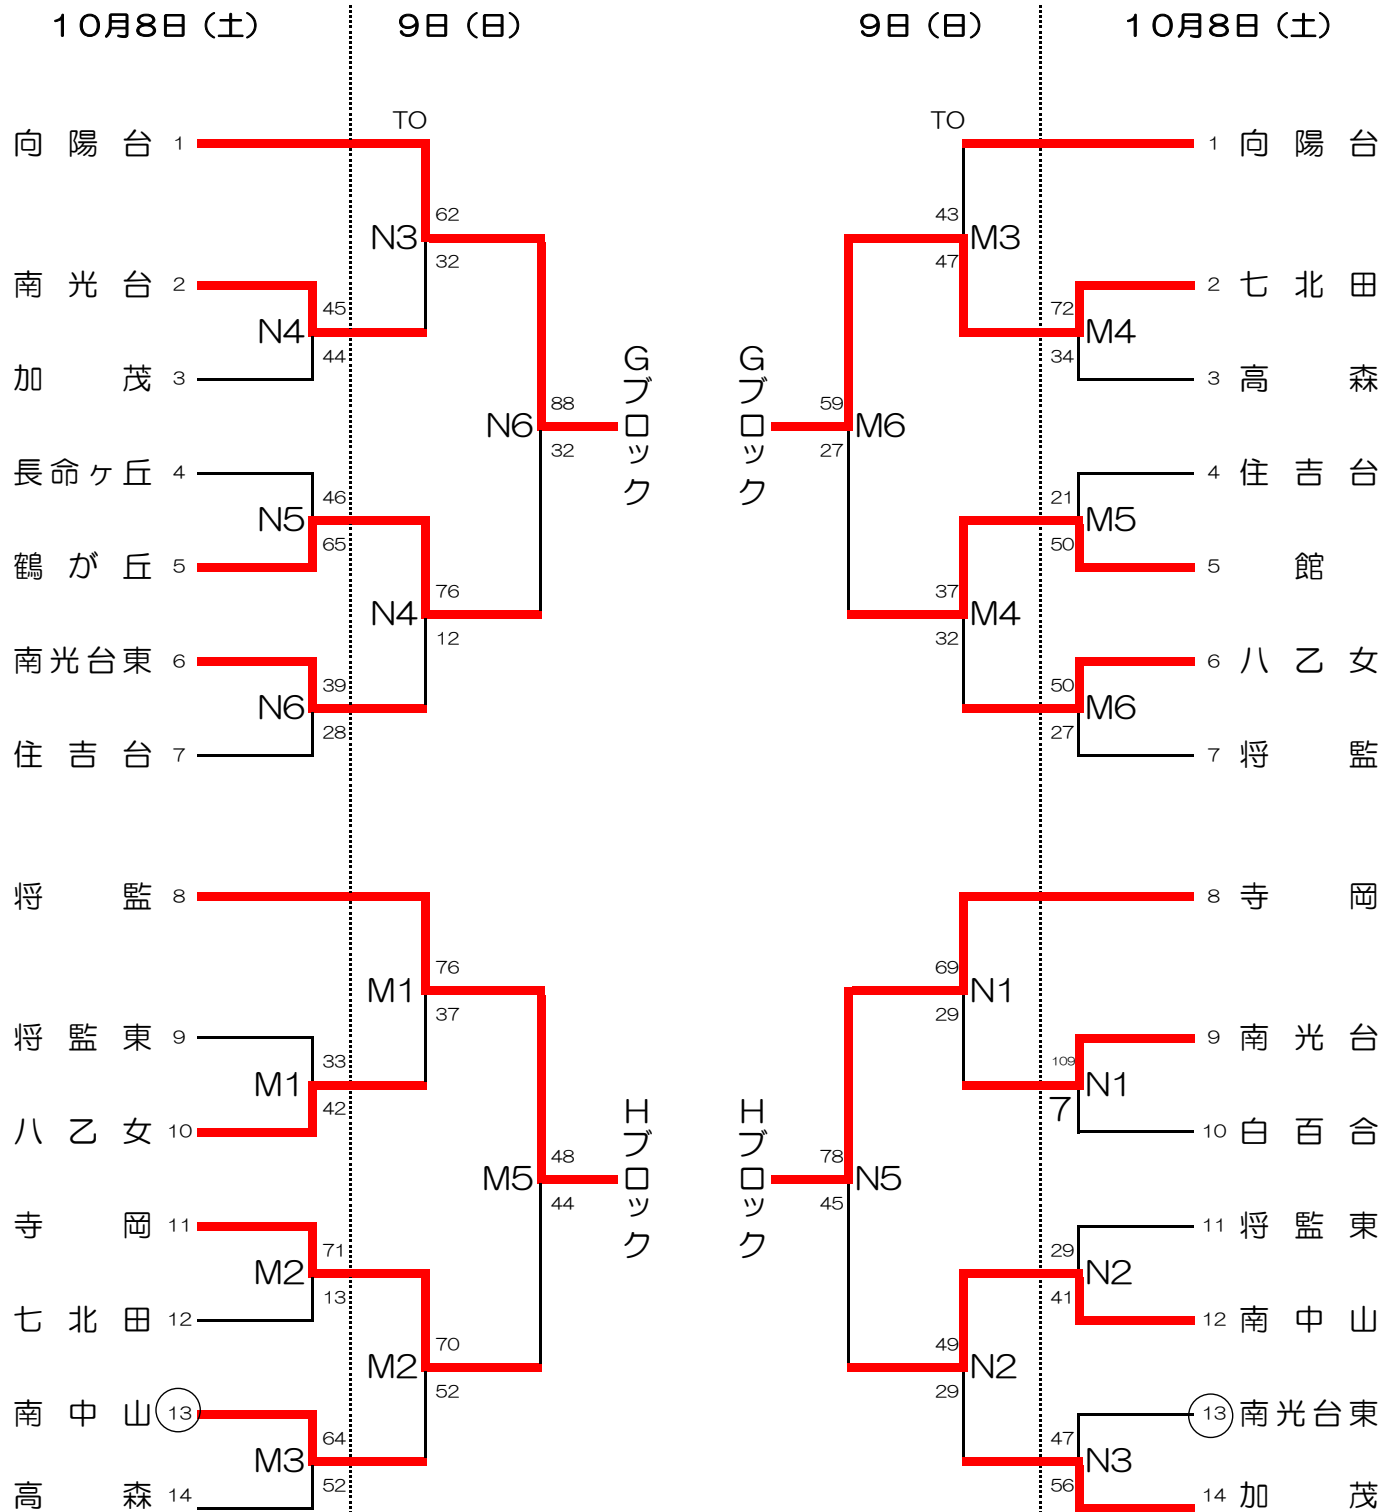 10月8日（土） 9日（日） 9日（日） 10月8日（土）
TO TO
向陽台 1 1 向陽台
62 43
N3 M3
32 47
南光台 2 2 七北田
45 72
N4 M4
44 34
加茂 3 3 高森
Gブロック Gブロック
88 59
N6 M6
32 27
長命ヶ丘 4 4 住吉台
46 21
N5 M5
65 50
鶴が丘 5 5 館
76 37
N4 M4
12 32
南光台東 6 6 八乙女
39 50
N6 M6
28 27
住吉台 7 7 将監
将監 8 8 寺岡
76 69
M1 N1
37 29
将監東 9 9 南光台
33 109
M1 N1
42 7
八乙女 10 10 白百合
Hブロック Hブロック
48 78
M5 N5
44 45
寺岡 11 11 将監東
71 29
M2 N2
13 41
七北田 12 12 南中山
70 49
M2 N2
52 29
南中山 13 13 南光台東
64 47
M3 N3
52 56
高森 14 14 加茂